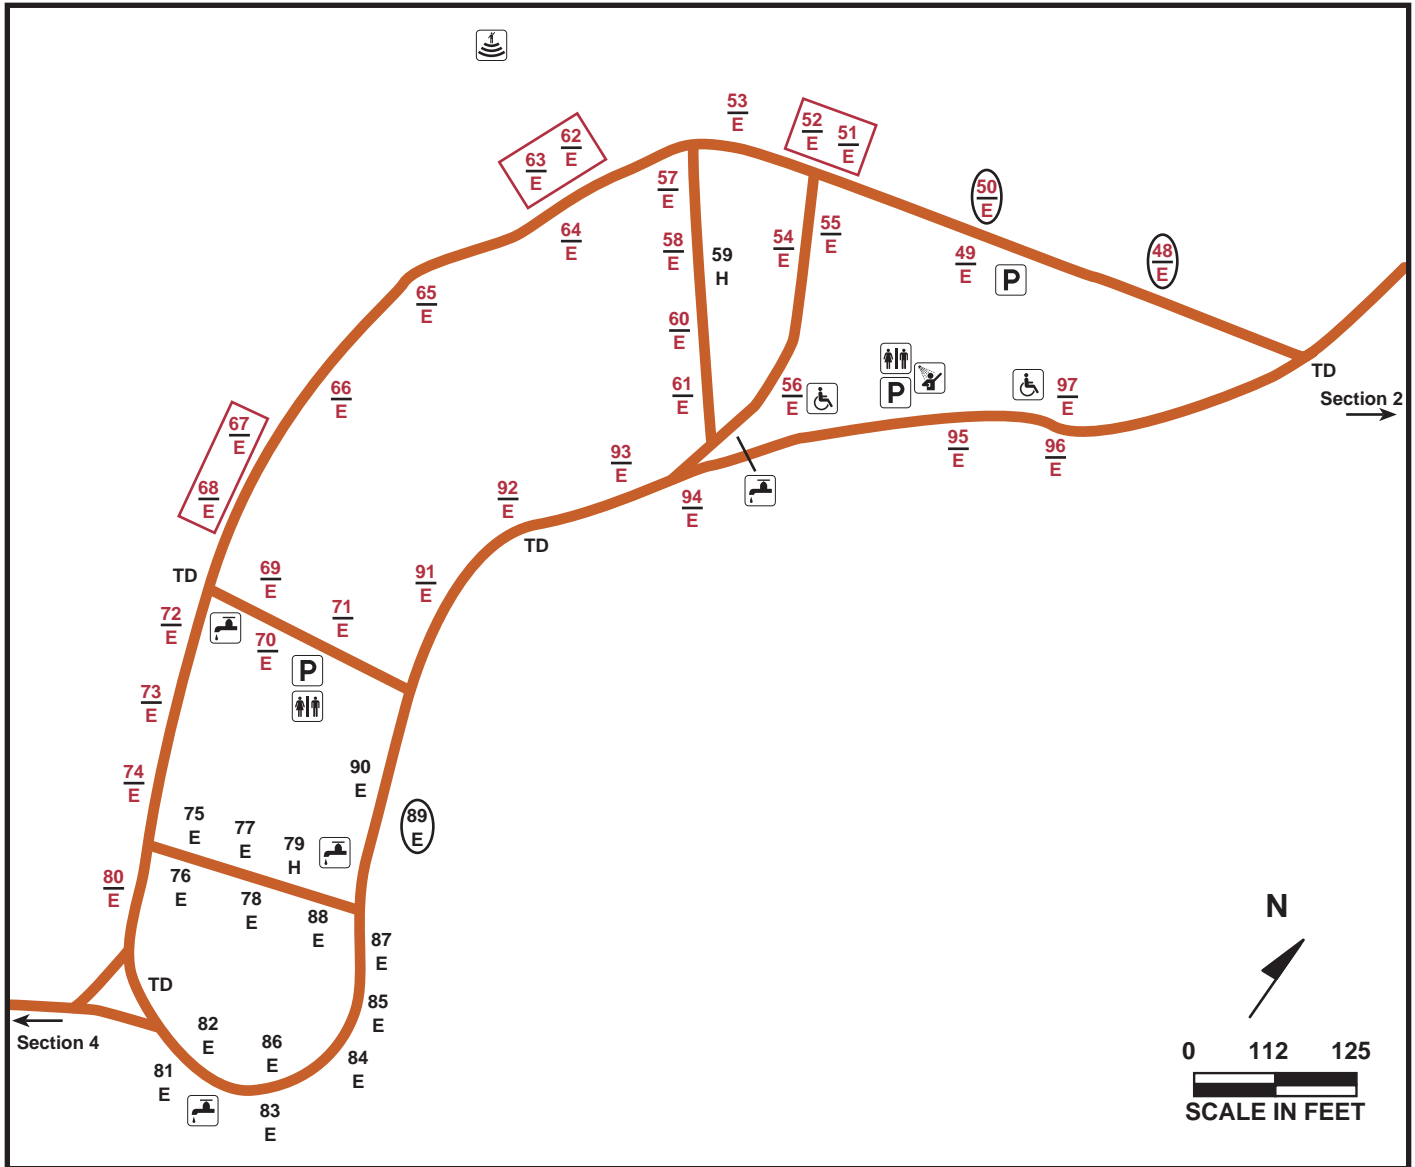 53
E
52
E
51
E
62
E
63
E
57
E
50
E
64
E
58
E
59
H
54
E
55
E
49
E
P
48
E
65
E
60
E
TD
Section 2
66
E
61
E
56
E
P
97
E
67
E
68
E
93
E
95
E
96
E
92
E
94
E
TD
TD
69
E
91
E
72
E
71
E
70
E
P
73
E
74
E
90
E
75
E
77
E
79
H
89
E
80
E
76
E
78
E
88
E
87
E
TD
85
E
Section 4
82
E
86
E
84
E
81
E
83
E
N
0 112 125
SCALE IN FEET